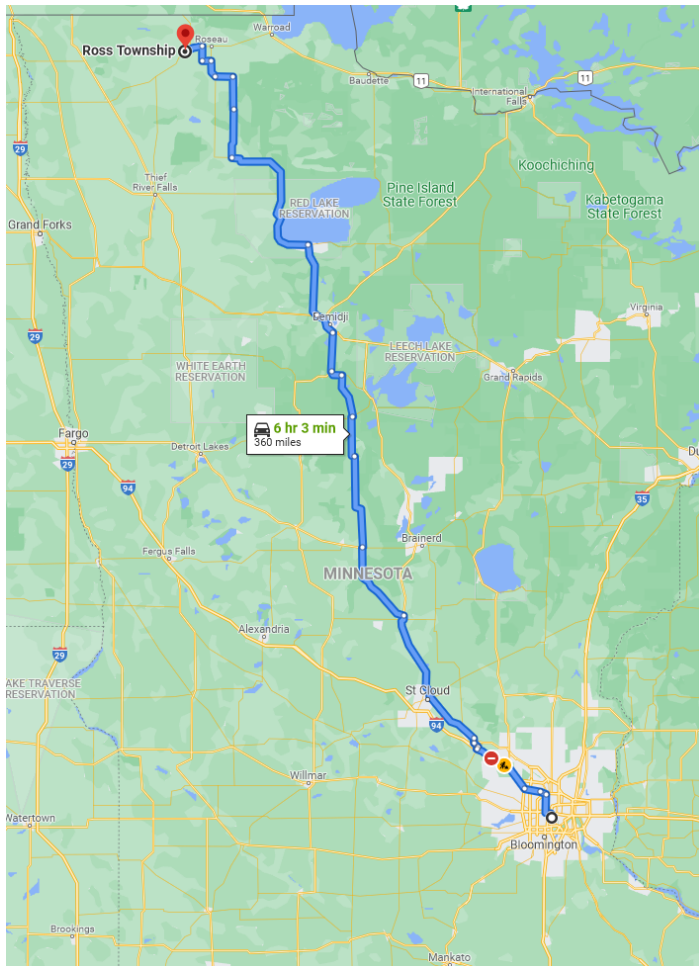 Ross Township
Roseau
Warroad
11
Baudette
International
Falls
11
29
Thief
River Falls
Koochiching
Pine Island
State Forest
Kabetogama
State Forest
RED LAKE
RESERVATION
Grand Forks
29
Bemidji
Virginia
LEECH LAKE
RESERVATION
WHITE EARTH
RESERVATION
Grand Rapids
6 hr 3 min
360 miles
Fargo
29
Detroit Lakes
94
Du
35
Brainerd
Fergus Falls
MINNESOTA
Alexandria
29
AKE TRAVERSE
RESERVATION
St Cloud
94
Willmar
Watertown
Bloomington
Brookings
Mankato